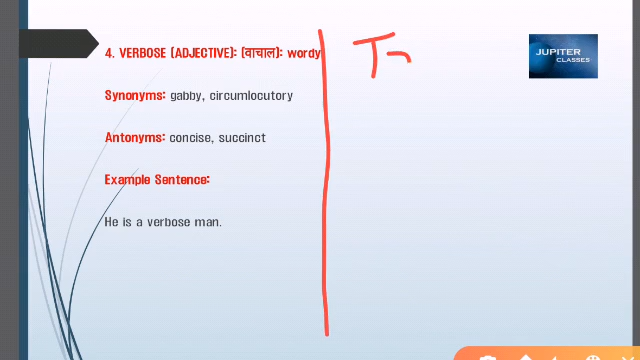 4. VERBOSE (ADJECTIVE): (वाचाल): wordy
JUPITER
CLASSES
Synonyms: gabby, circumlocutory
Antonyms: concise, succinct
Example Sentence:
He is a verbose man.